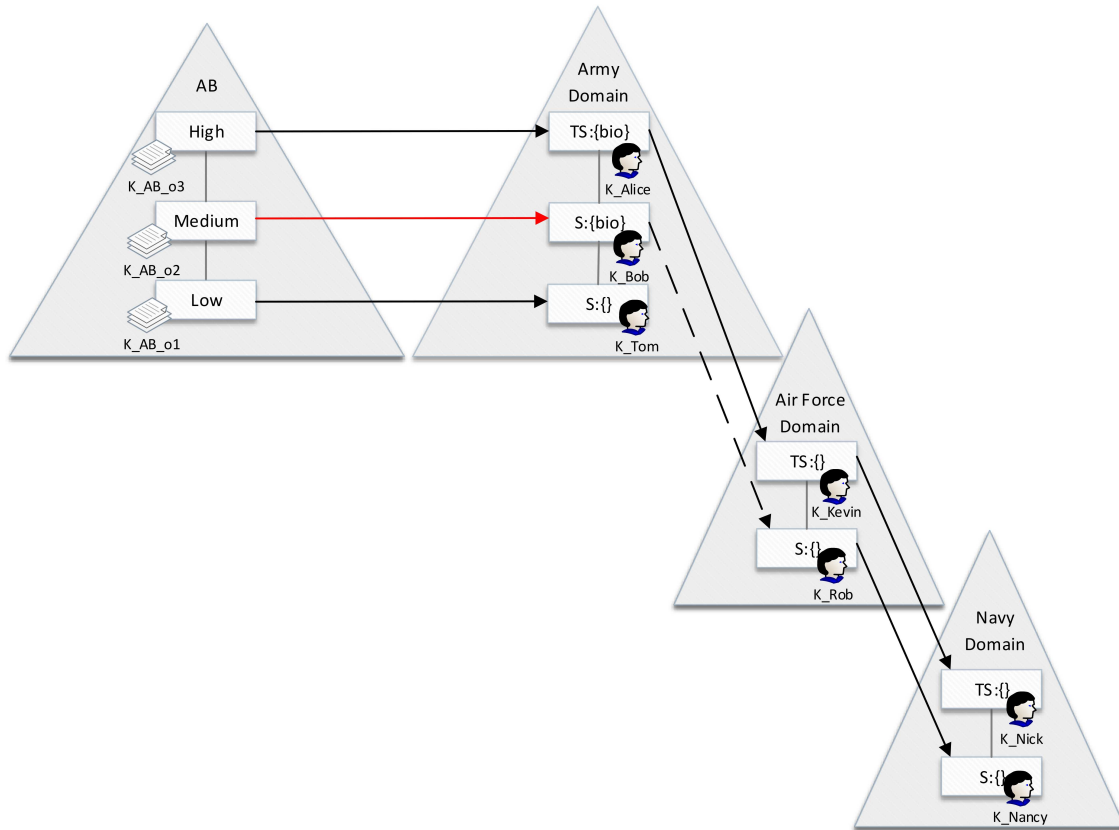 AB
High
K_AB_o3
Medium
K_AB_o2
Low
K_AB_o1
Army
Domain
TS:{bio}
K_Alice
S:{bio}
K_Bob
S:{}
K_Tom
Air Force
Domain
TS:{}
K_Kevin
S:{}
K_Rob
Navy
Domain
TS:{}
K_Nick
S:{}
K_Nancy